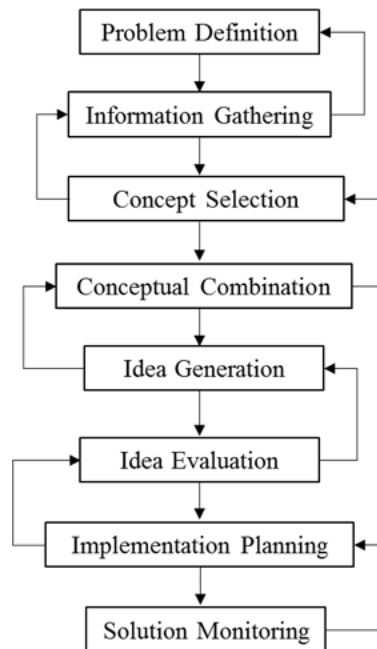 Problem Definition
Information Gathering
Concept Selection
Conceptual Combination
Idea Generation
Idea Evaluation
Implementation Planning
Solution Monitoring